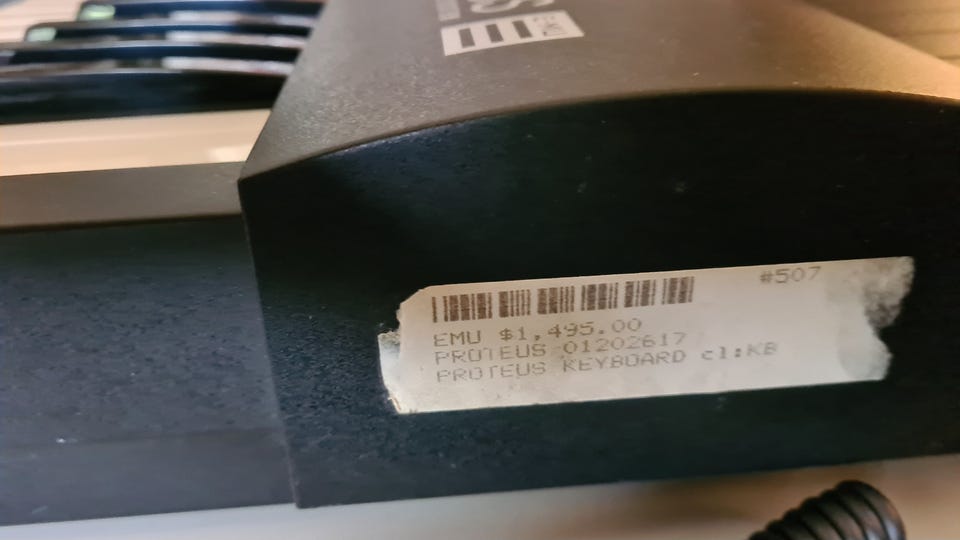 #507
EMU $1,495.00
PROTEUS 01202617
PROTEUS KEYBOARD cl:KB